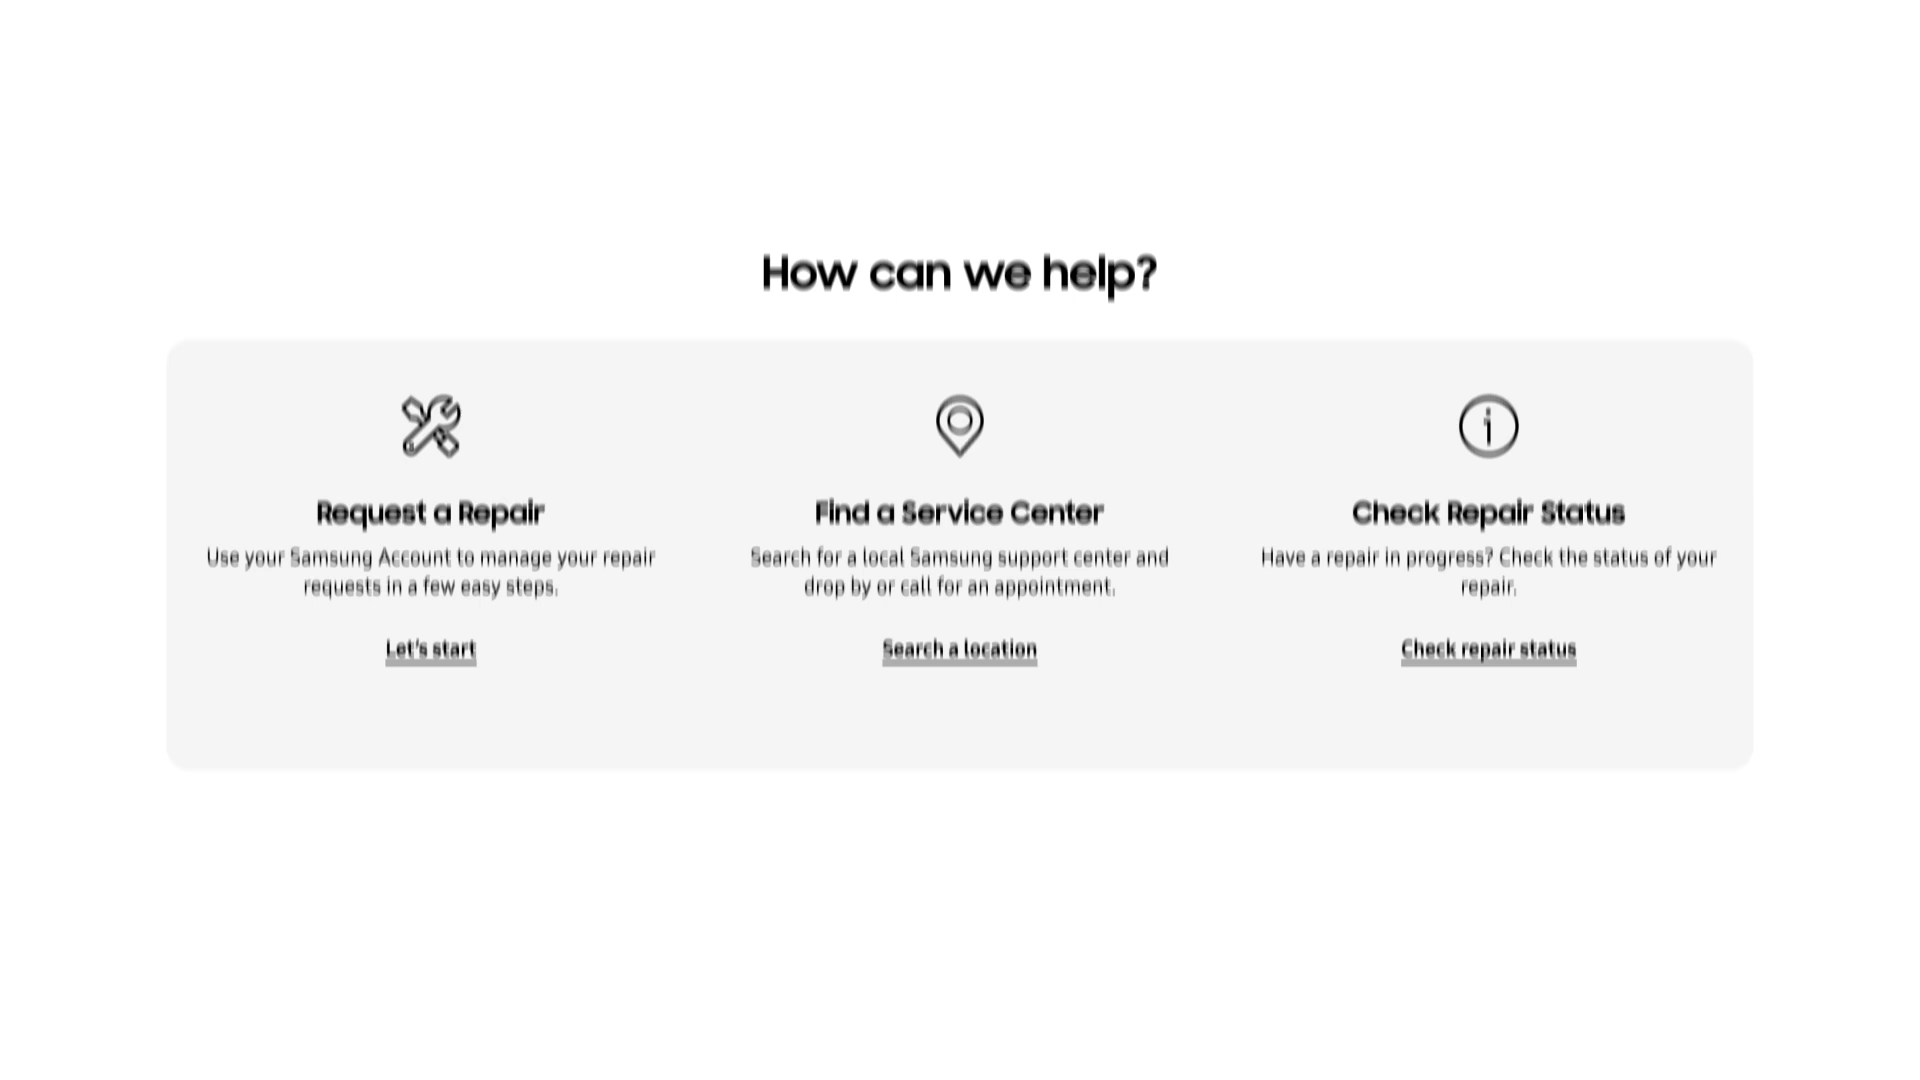 How can we help?
Request a Repair
Use your Samsung Account to manage your repair
requests in a few easy steps.
Let's start
Find a Service Center
Search for a local Samsung support center and
drop by or call for an appointment.
Search a location
Check Repair Status
Have a repair in progress? Check the status of your
repair.
Check repair status